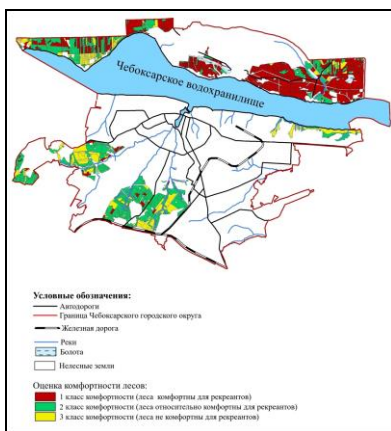 Чебоксарское водохранилище
Условные обозначения:
Автодороги
Граница Чебоксарского городского округа
Железная дорога
Реки
Болота
Нелесные земли
Оценка комфортности лесов:
1 класс комфортности (леса комфортны для рекреантов)
2 класс комфортности (леса относительно комфортны для рекреантов)
3 класс комфортности (леса не комфортны для рекреантов)